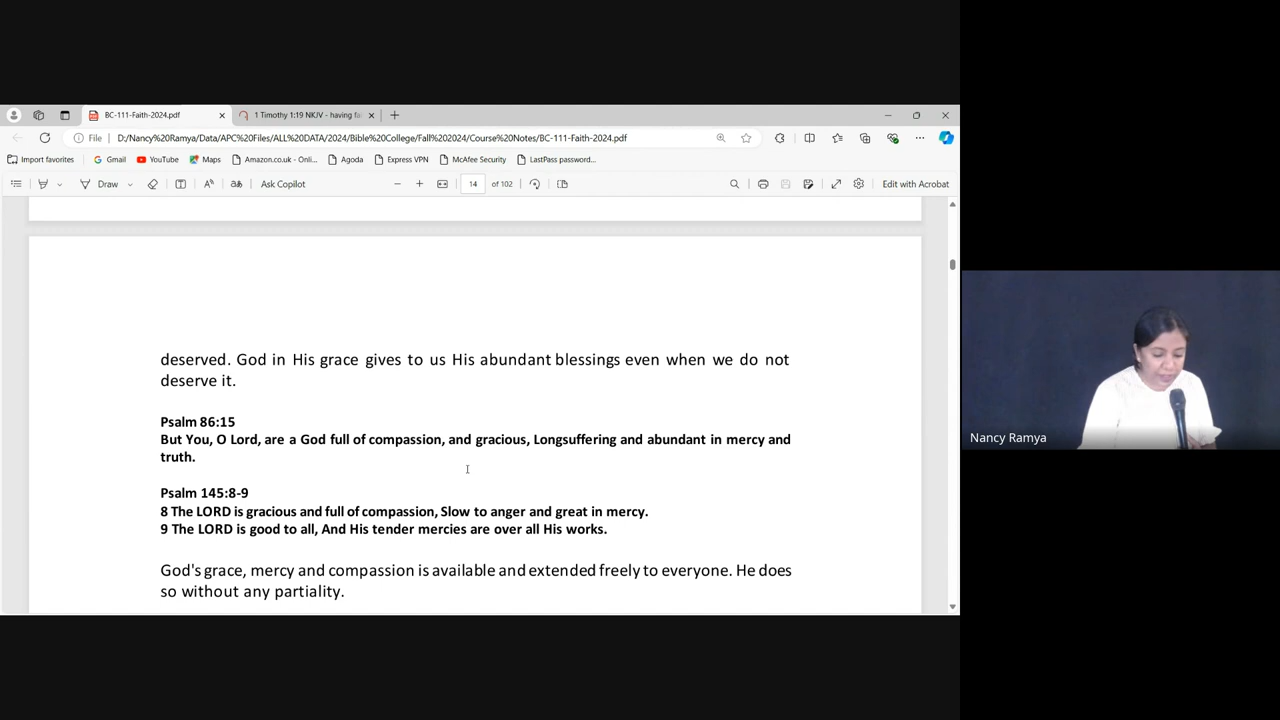 BC-111-Faith-2024.pdf
1 Timothy 1:19 NKJV - having fa
File
D:/Nancy%20Ramya/Data/APC%20Files/ALL%20DATA/2024/Bible%20College/Fall%202024/Course%20Notes/BC-111-Faith-2024.pdf
Import favorites
Gmail
YouTube
Maps
Amazon.co.uk - Onli...
Agoda
Express VPN
McAfee Security
LastPass password...
Draw
Ask Copilot
14 of 102
Edit with Acrobat
deserved. God in His grace gives to us His abundant blessings even when we do not
deserve it.
Psalm 86:15
But You, O Lord, are a God full of compassion, and gracious, Longsuffering and abundant in mercy and
truth.
Psalm 145:8-9
8 The LORD is gracious and full of compassion, Slow to anger and great in mercy.
9 The LORD is good to all, And His tender mercies are over all His works.
God's grace, mercy and compassion is available and extended freely to everyone. He does
so without any partiality.
Nancy Ramya